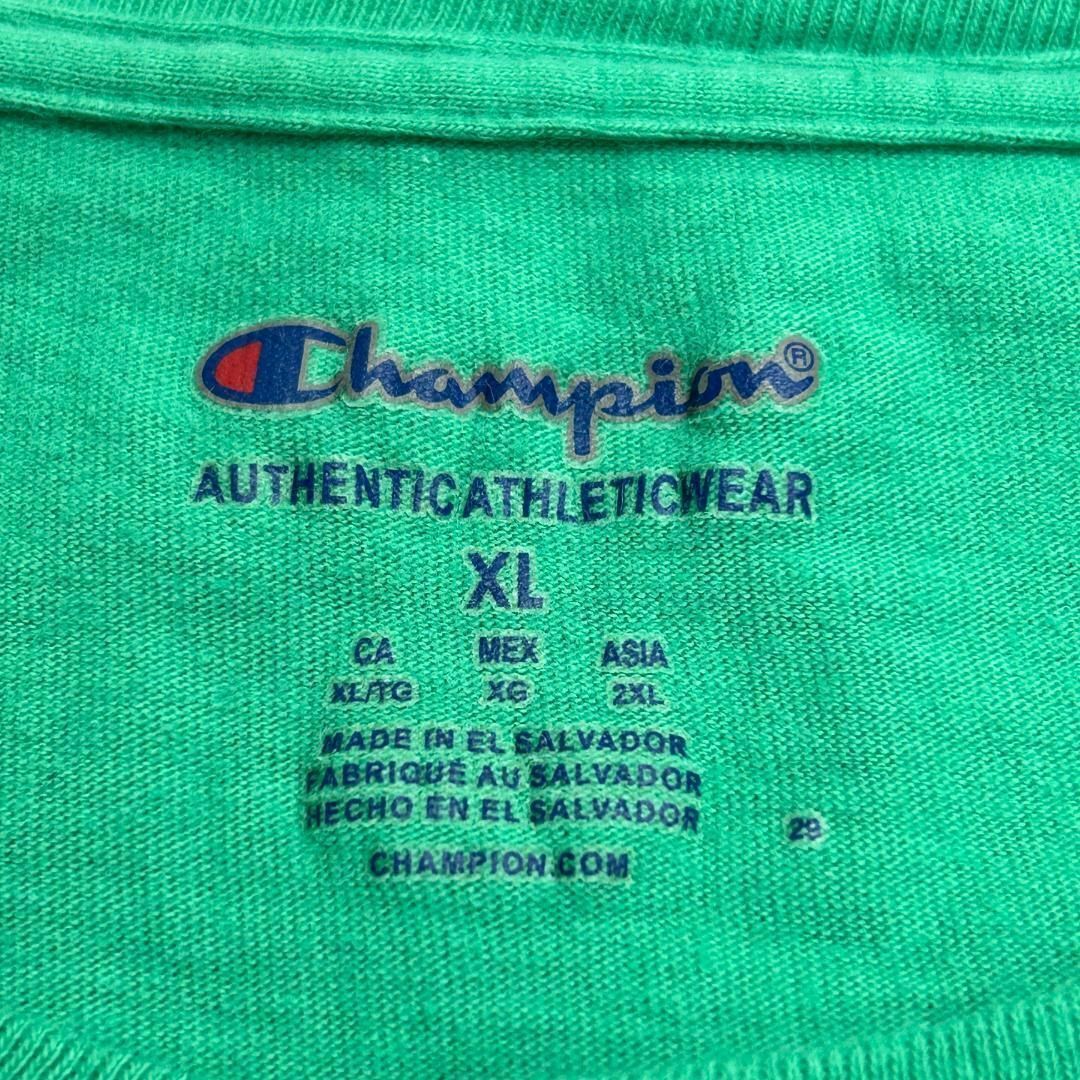 Champion®
AUTHENTICATHLETICWEAR
XL
CA MEX ASIA
XL/TG XG 2XL
MADE IN EL SALVADOR
FABRIQUÉ AU SALVADOR
HECHO EN EL SALVADOR
29
CHAMPION.COM